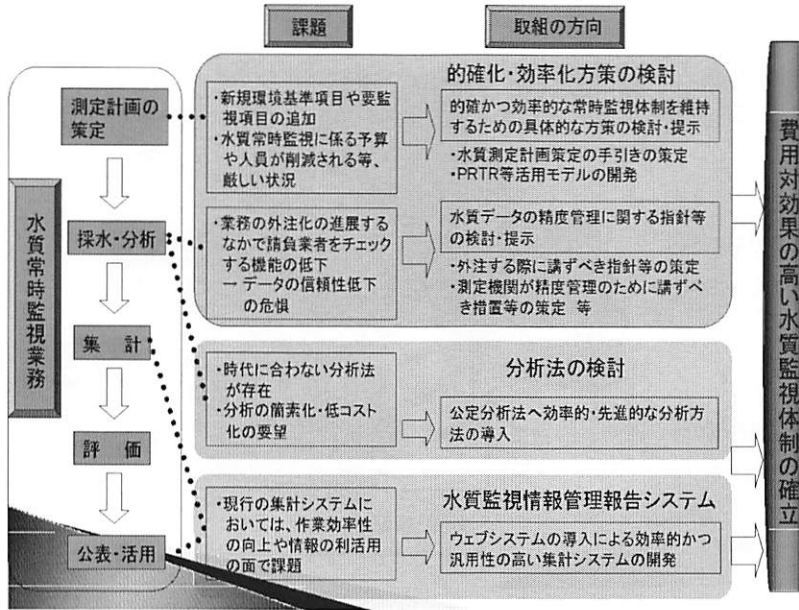 課題
取組の方向
水質常時監視業務
測定計画の
策定
採水・分析
集計
評価
公表・活用
・新規環境基準項目や要監
視項目の追加
・水質常時監視に係る予算
や人員が削減される等、
厳しい状況
・業務の外注化の進展する
なかで請負業者をチェック
する機能の低下
→ データの信頼性低下
の危惧
的確化・効率化方策の検討
的確かつ効率的な常時監視体制を維持
するための具体的な方策の検討・提示
・水質測定計画策定の手引きの策定
・PRTR等活用モデルの開発
水質データの精度管理に関する指針等
の検討・提示
・外注する際に講ずべき指針等の策定
・測定機関が精度管理のために講ずべ
き措置等の策定 等
・時代に合わない分析法
が存在
・分析の簡素化・低コスト
化の要望
分析法の検討
公定分析法へ効率的・先進的な分析方
法の導入
・現行の集計システムに
おいては、作業効率性
の向上や情報の利活用
の面で課題
水質監視情報管理報告システム
ウェブシステムの導入による効率的かつ
汎用性の高い集計システムの開発
費用対効果の高い水質監視体制の確立